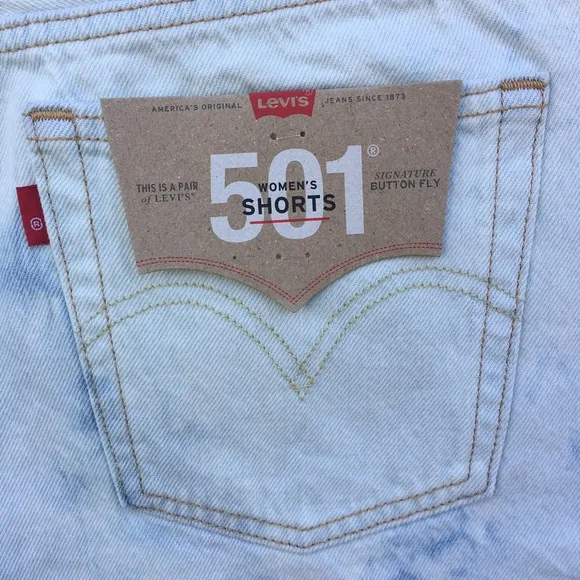 AMERICA'S ORIGINAL Levi's JEANS SINCE 1873
501®
THIS IS A PAIR
of LEVI'S®
WOMEN'S
SHORTS
SIGNATURE
BUTTON FLY
®